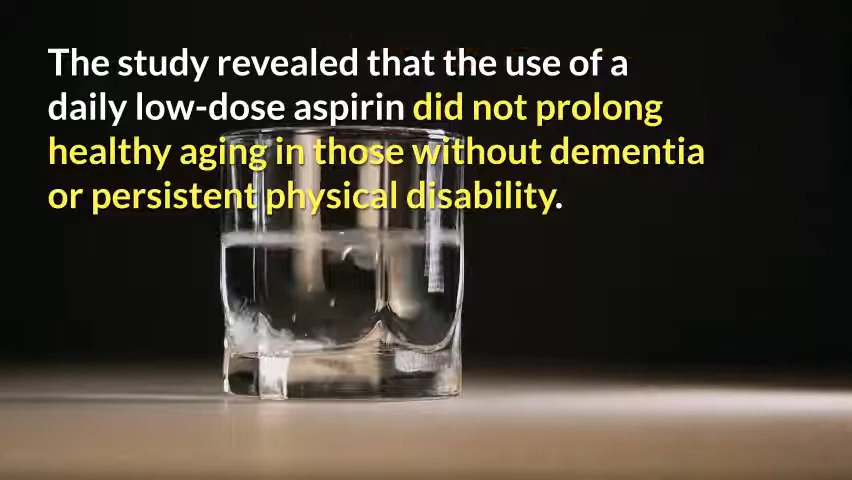 The study revealed that the use of a
daily low-dose aspirin did not prolong
healthy aging in those without dementia
or persistent physical disability.